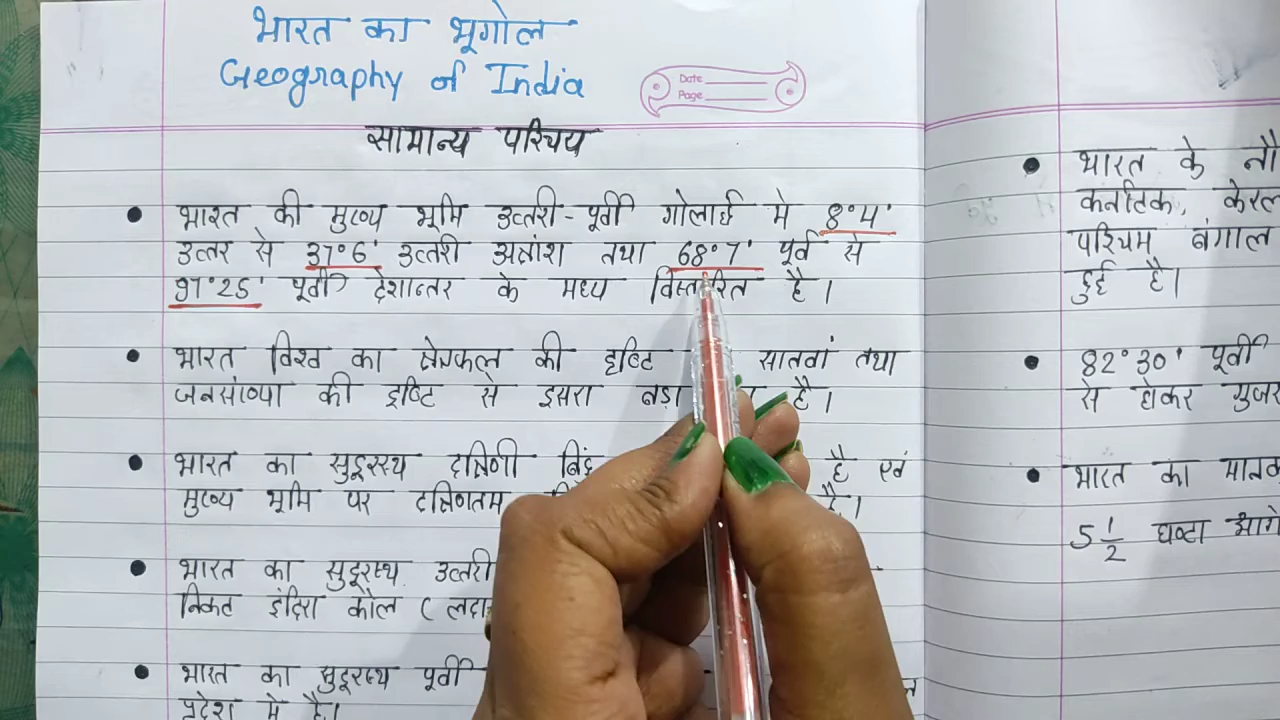 भारत का भूगोल
Geography of India
Date
Page
सामान्य परिचय
भारत की मुख्य भूमि उत्तरी-पूर्वी गोलार्ध मे 8°4'
उत्तर से 37°6' उत्तरी अक्षांश तथा 68°7' पूर्व से
97°25' पूर्वी देशान्तर के मध्य विस्तारित है।
भारत विश्व का क्षेत्रफल की दृष्टि सातवां तथा
जनसंख्या की दृष्टि से दूसरा बड़ा है।
भारत का सुदूरस्थ दक्षिणी बिंदु है एवं
मुख्य भूमि पर दक्षिणतम है।
भारत का सुदूरस्थ उत्तरी
निकट इंदिरा कौल (लद्दा
भारत का सुदूरस्थ पूर्वी
प्रदेश मे है।
भारत के नौ
कर्नाटक, केरल
पश्चिम बंगाल
हुई है।
82°30' पूर्वी
से होकर गुजर
भारत का मानक
5 1/2 घण्टा आगे